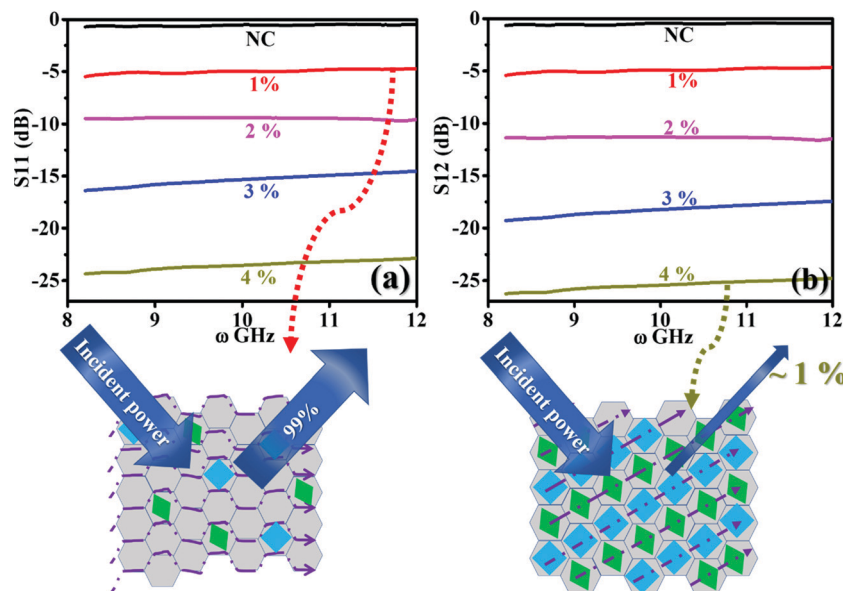 0
-5
-10
-15
-20
-25
S11 (dB)
NC
1%
2 %
3 %
4 %
(a)
8 9 10 11 12
ω GHz
0
-5
-10
-15
-20
-25
S12 (dB)
NC
1%
2 %
3 %
4 %
(b)
8 9 10 11 12
ω GHz
Incident power
99%
Incident power
~ 1 %